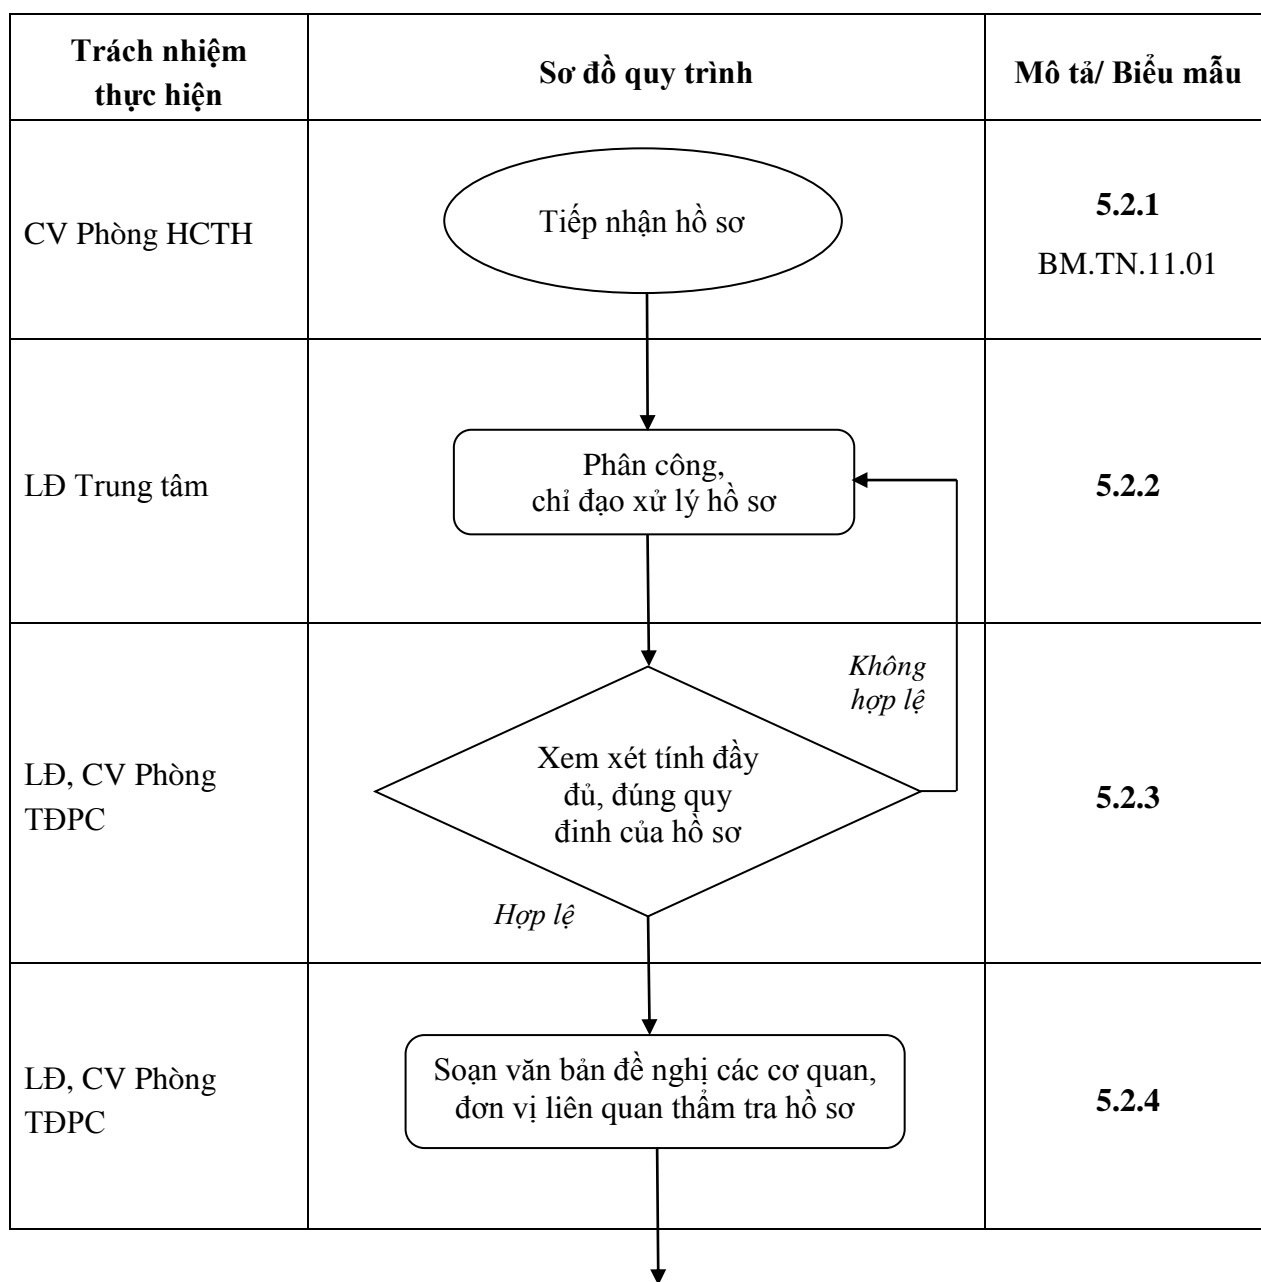 Trách nhiệm
thực hiện
Sơ đồ quy trình
Mô tả/ Biểu mẫu
CV Phòng HCTH
Tiếp nhận hồ sơ
5.2.1
BM.TN.11.01
LĐ Trung tâm
Phân công,
chỉ đạo xử lý hồ sơ
5.2.2
LĐ, CV Phòng
TĐPC
Xem xét tính đầy
đủ, đúng quy
đinh của hồ sơ
Không
hợp lệ
Hợp lệ
5.2.3
LĐ, CV Phòng
TĐPC
Soạn văn bản đề nghị các cơ quan,
đơn vị liên quan thẩm tra hồ sơ
5.2.4